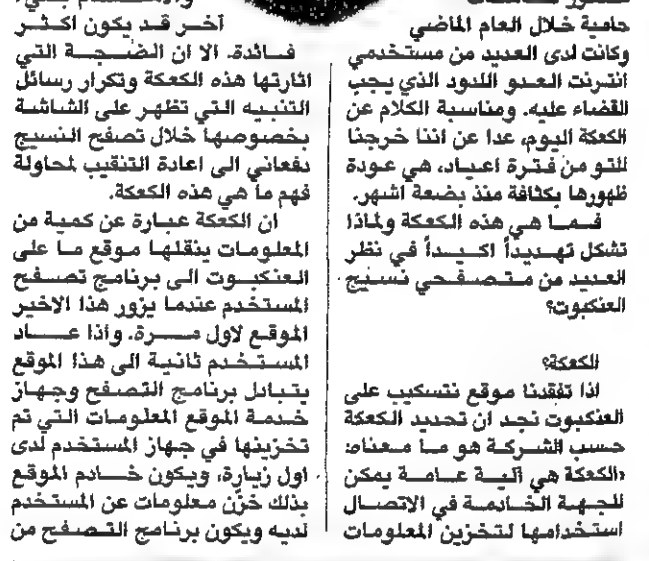 حامية خلال العام الماضي
وكانت لدى العديد من مستخدمي
انترنت العدو اللدود الذي يجب
القضاء عليه. ومناسبة الكلام عن
الكعكة اليوم، عدا عن اننا خرجنا
للتو من فترة اعياد، هي عودة
ظهورها بكثافة منذ بضعة اشهر.
فما هي هذه الكعكة ولماذا
تشكل تهديداً اكيداً في نظر
العديد من متصفحي نسيج
العنكبوت؟
الكعكة؟
اذا تفقدنا موقع نتسكيب على
العنكبوت نجد ان تحديد الكعكة
حسب الشركة هو ما معناه:
«الكعكة هي آلية عامة يمكن
للجهة الخادمة في الاتصال
استخدامها لتخزين المعلومات
آخر قد يكون اكثر
فائدة. الا ان الضجة التي
اثارتها هذه الكعكة وتكرار رسائل
التنبيه التي تظهر على الشاشة
بخصوصها خلال تصفح النسيج
دفعاني الى اعادة التنقيب لمحاولة
فهم ما هي هذه الكعكة.
ان الكعكة عبارة عن كمية من
المعلومات ينقلها موقع ما على
العنكبوت الى برنامج تصفح
المستخدم عندما يزور هذا الاخير
الموقع لاول مرة. واذا عاد
المستخدم ثانية الى هذا الموقع
يتبادل برنامج التصفح وجهاز
خدمة الموقع المعلومات التي تم
تخزينها في جهاز المستخدم لدى
اول زيارة، ويكون خادم الموقع
بذلك خزّن معلومات عن المستخدم
لديه ويكون برنامج التصفح من